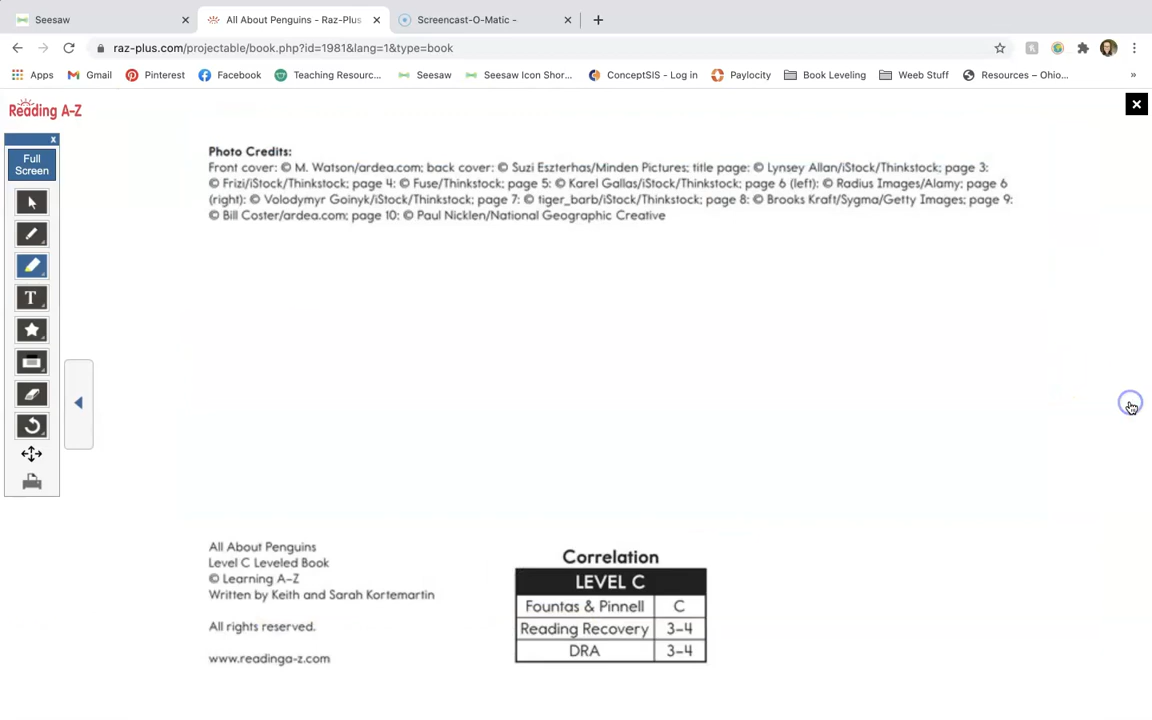 Seesaw
All About Penguins - Raz-Plus
Screencast-O-Matic -
raz-plus.com/projectable/book.php?id=1981&lang=1&type=book
Apps Gmail Pinterest Facebook Teaching Resourc... Seesaw Seesaw Icon Shor... ConceptSIS - Log in Paylocity Book Leveling Weeb Stuff Resources – Ohio... »
Reading A-Z
x
Full
Screen
T
Photo Credits:
Front cover: © M. Watson/ardea.com; back cover: © Suzi Eszterhas/Minden Pictures; title page: © Lynsey Allan/iStock/Thinkstock; page 3:
© Frizi/iStock/Thinkstock; page 4: © Fuse/Thinkstock; page 5: © Karel Gallas/iStock/Thinkstock; page 6 (left): © Radius Images/Alamy; page 6
(right): © Volodymyr Goinyk/iStock/Thinkstock; page 7: © tiger_barb/iStock/Thinkstock; page 8: © Brooks Kraft/Sygma/Getty Images; page 9:
© Bill Coster/ardea.com; page 10: © Paul Nicklen/National Geographic Creative
All About Penguins
Level C Leveled Book
© Learning A–Z
Written by Keith and Sarah Kortemartin
All rights reserved.
www.readinga-z.com
Correlation
LEVEL C
Fountas & Pinnell C
Reading Recovery 3–4
DRA 3–4